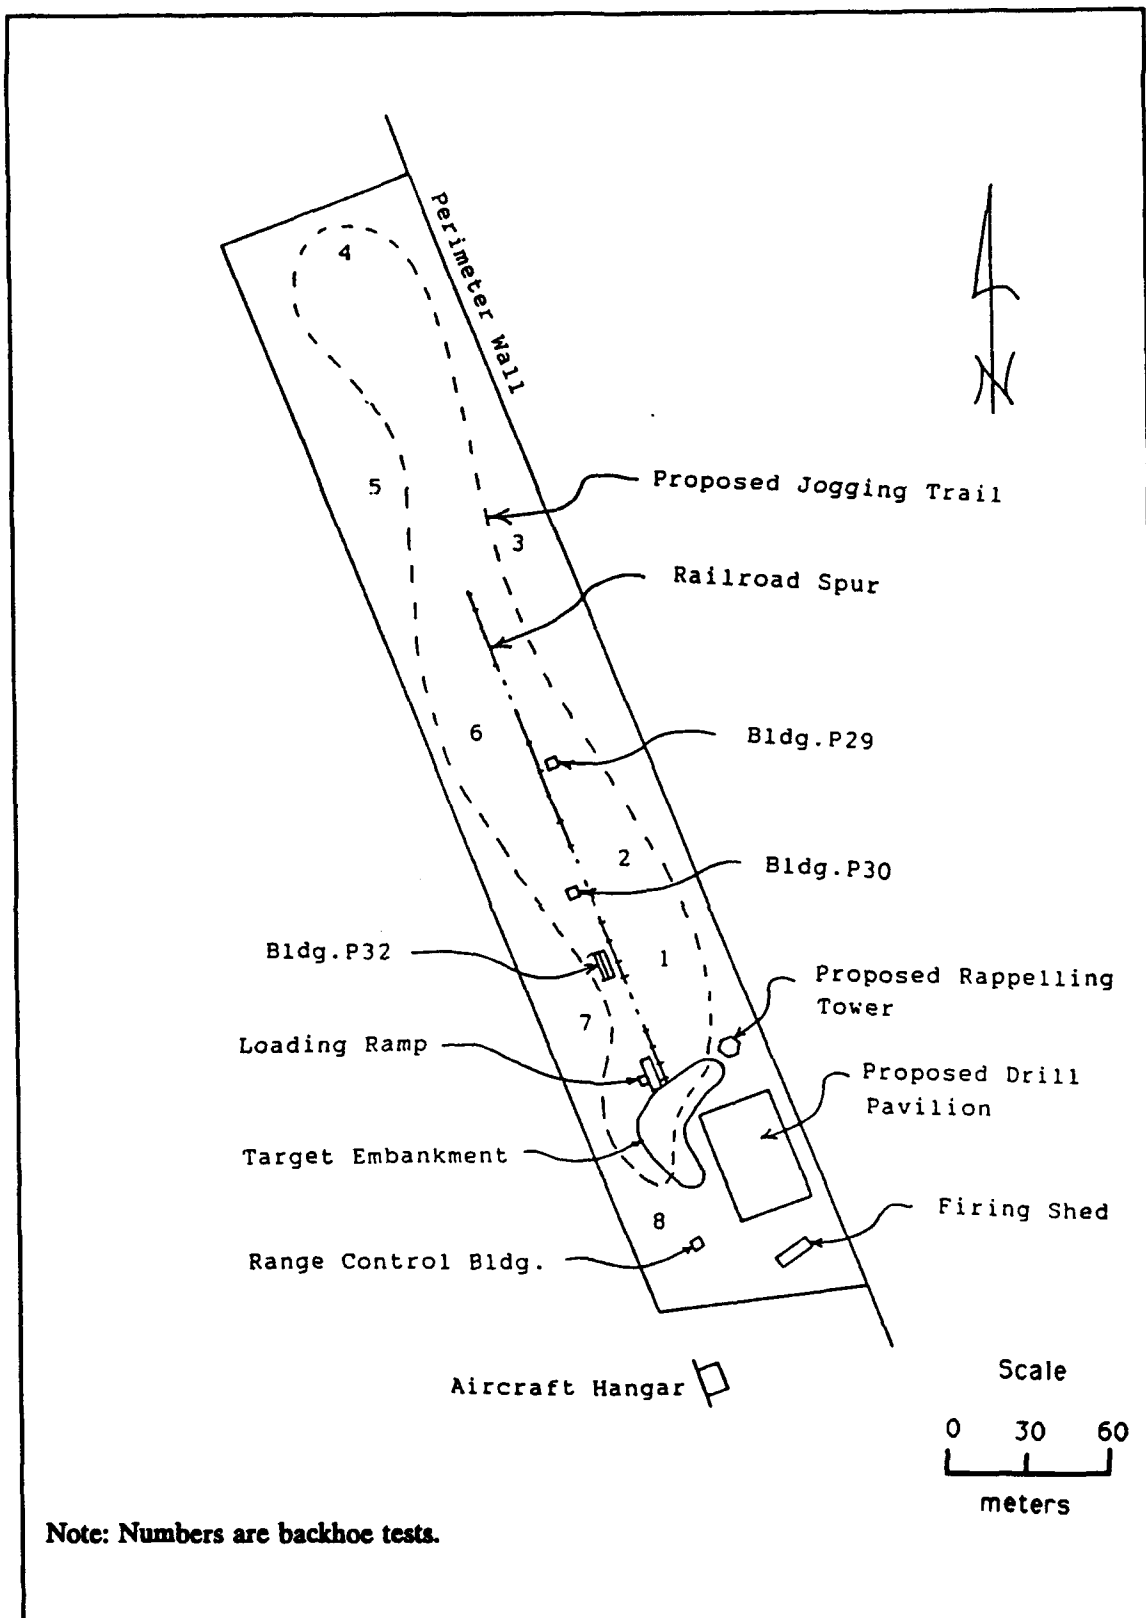 Perimeter Wall
4
N
5
Proposed Jogging Trail
3
Railroad Spur
6
Bldg.P29
2
Bldg.P30
Bldg.P32
1
Proposed Rappelling
Tower
7
Loading Ramp
Proposed Drill
Pavilion
Target Embankment
8
Firing Shed
Range Control Bldg.
Aircraft Hangar
Scale
0 30 60
meters
Note: Numbers are backhoe tests.